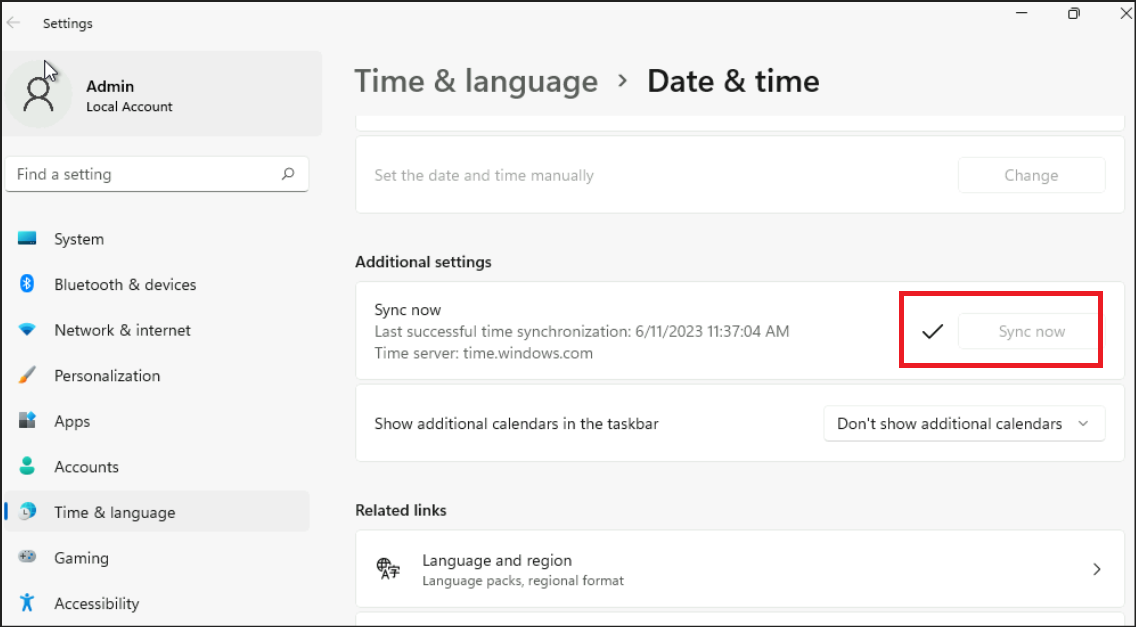 Settings
Admin
Local Account
Find a setting
System
Bluetooth & devices
Network & internet
Personalization
Apps
Accounts
Time & language
Gaming
Accessibility
Time & language › Date & time
Set the date and time manually
Change
Additional settings
Sync now
Last successful time synchronization: 6/11/2023 11:37:04 AM
Time server: time.windows.com
Sync now
Show additional calendars in the taskbar
Don't show additional calendars
Related links
Language and region
Language packs, regional format